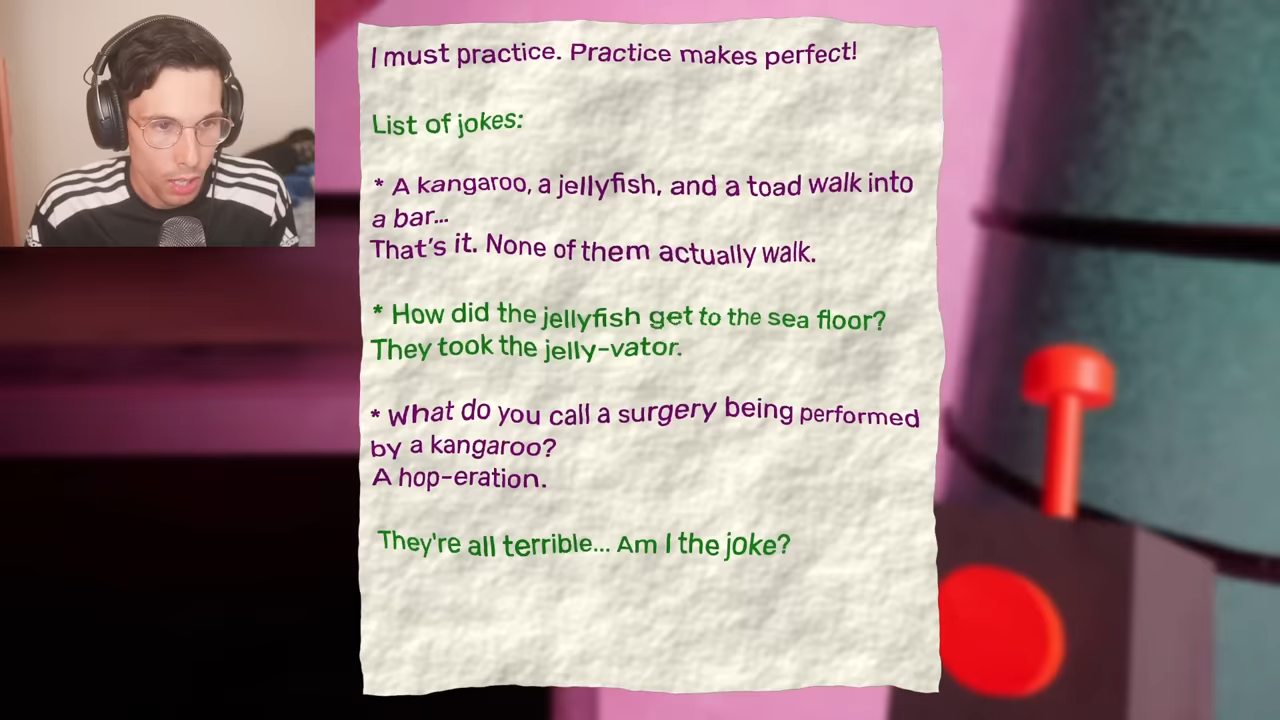 I must practice. Practice makes perfect!
List of jokes:
* A kangaroo, a jellyfish, and a toad walk into
a bar...
That's it. None of them actually walk.
* How did the jellyfish get to the sea floor?
They took the jelly-vator.
* What do you call a surgery being performed
by a kangaroo?
A hop-eration.
They're all terrible... Am I the joke?